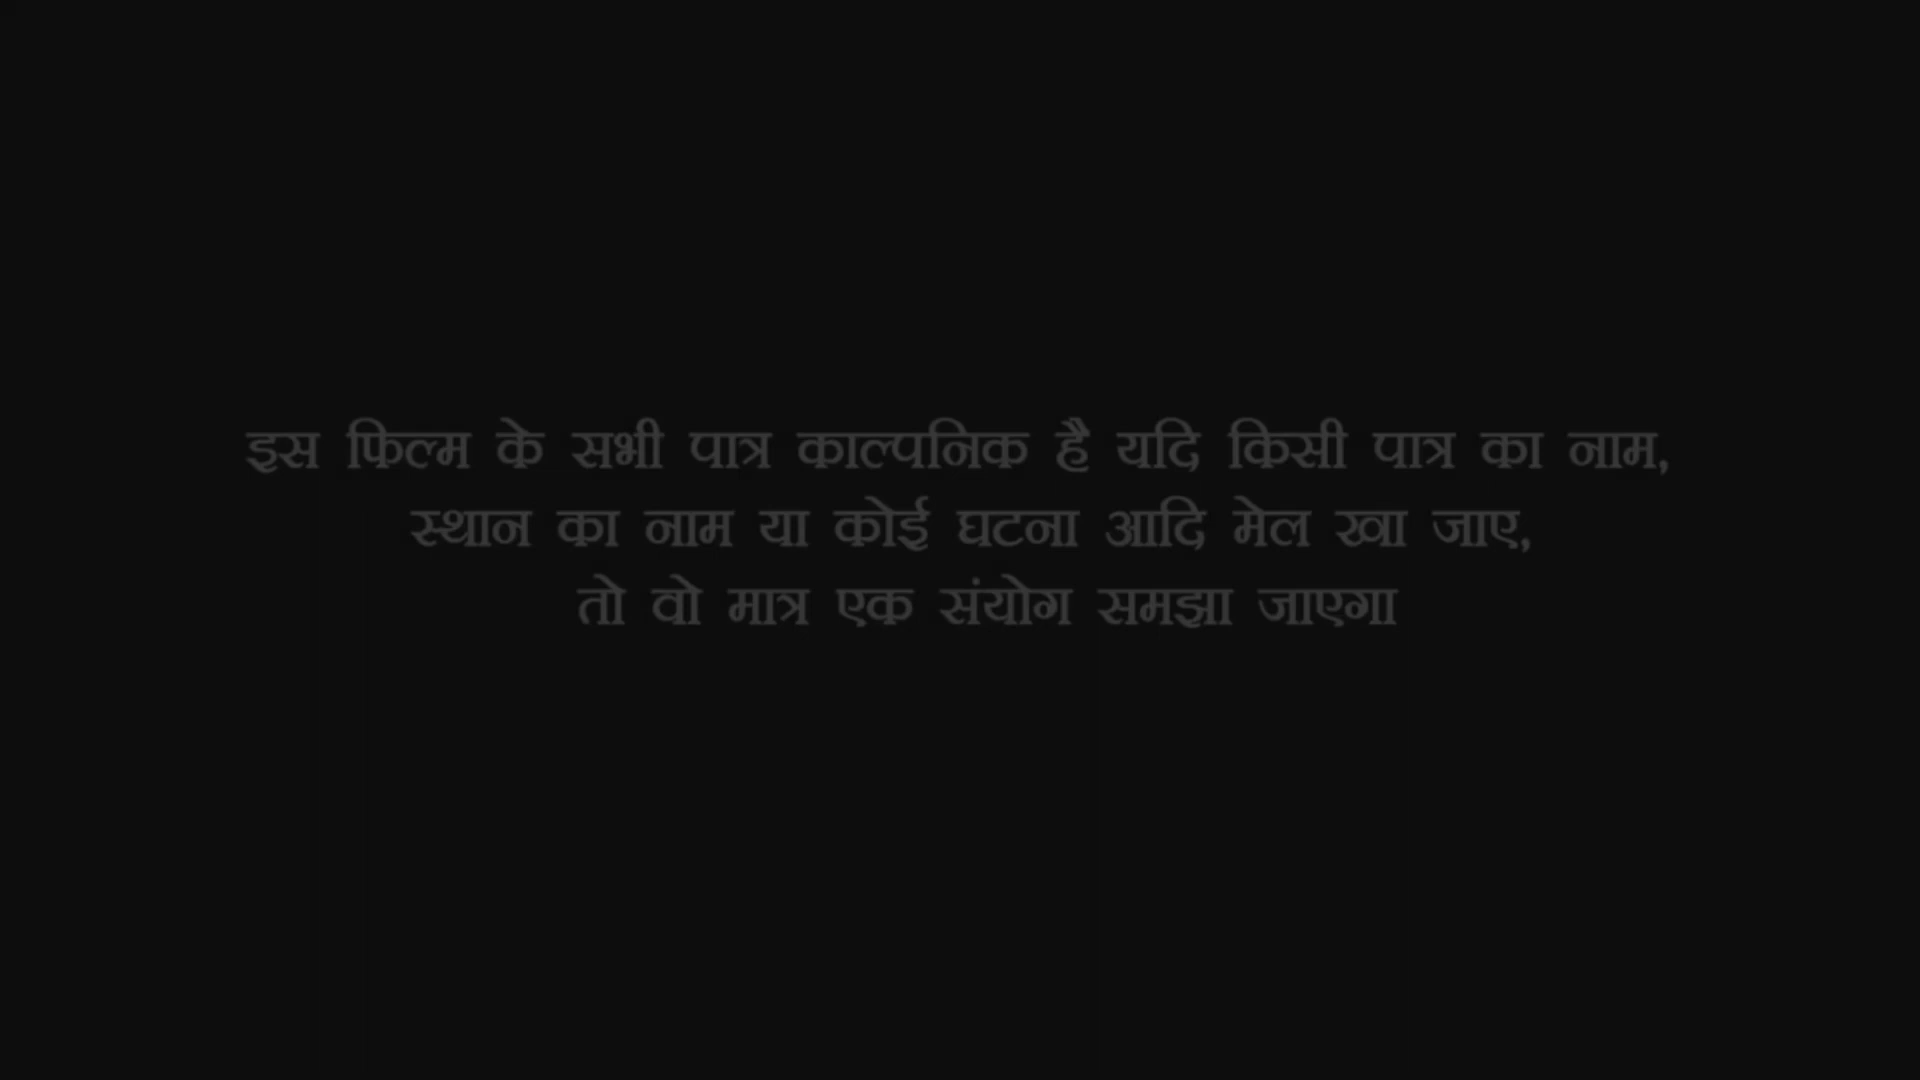 इस फिल्म के सभी पात्र काल्पनिक है यदि किसी पात्र का नाम,
स्थान का नाम या कोई घटना आदि मेल खा जाए,
तो वो मात्र एक संयोग समझा जाएगा